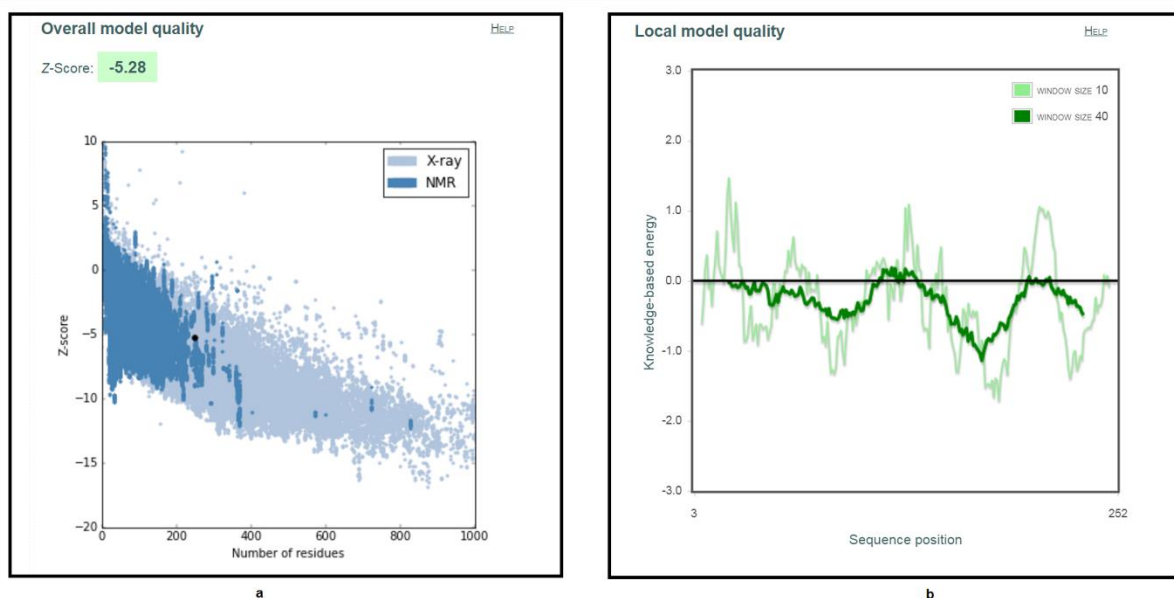 Overall model quality
HELP
Z-Score: -5.28
X-ray
NMR
10
5
0
−5
−10
−15
−20
Z-score
0
200
400
600
800
1000
Number of residues
a
Local model quality
HELP
WINDOW SIZE 10
WINDOW SIZE 40
3.0
2.0
1.0
0.0
-1.0
-2.0
-3.0
Knowledge-based energy
3
252
Sequence position
b